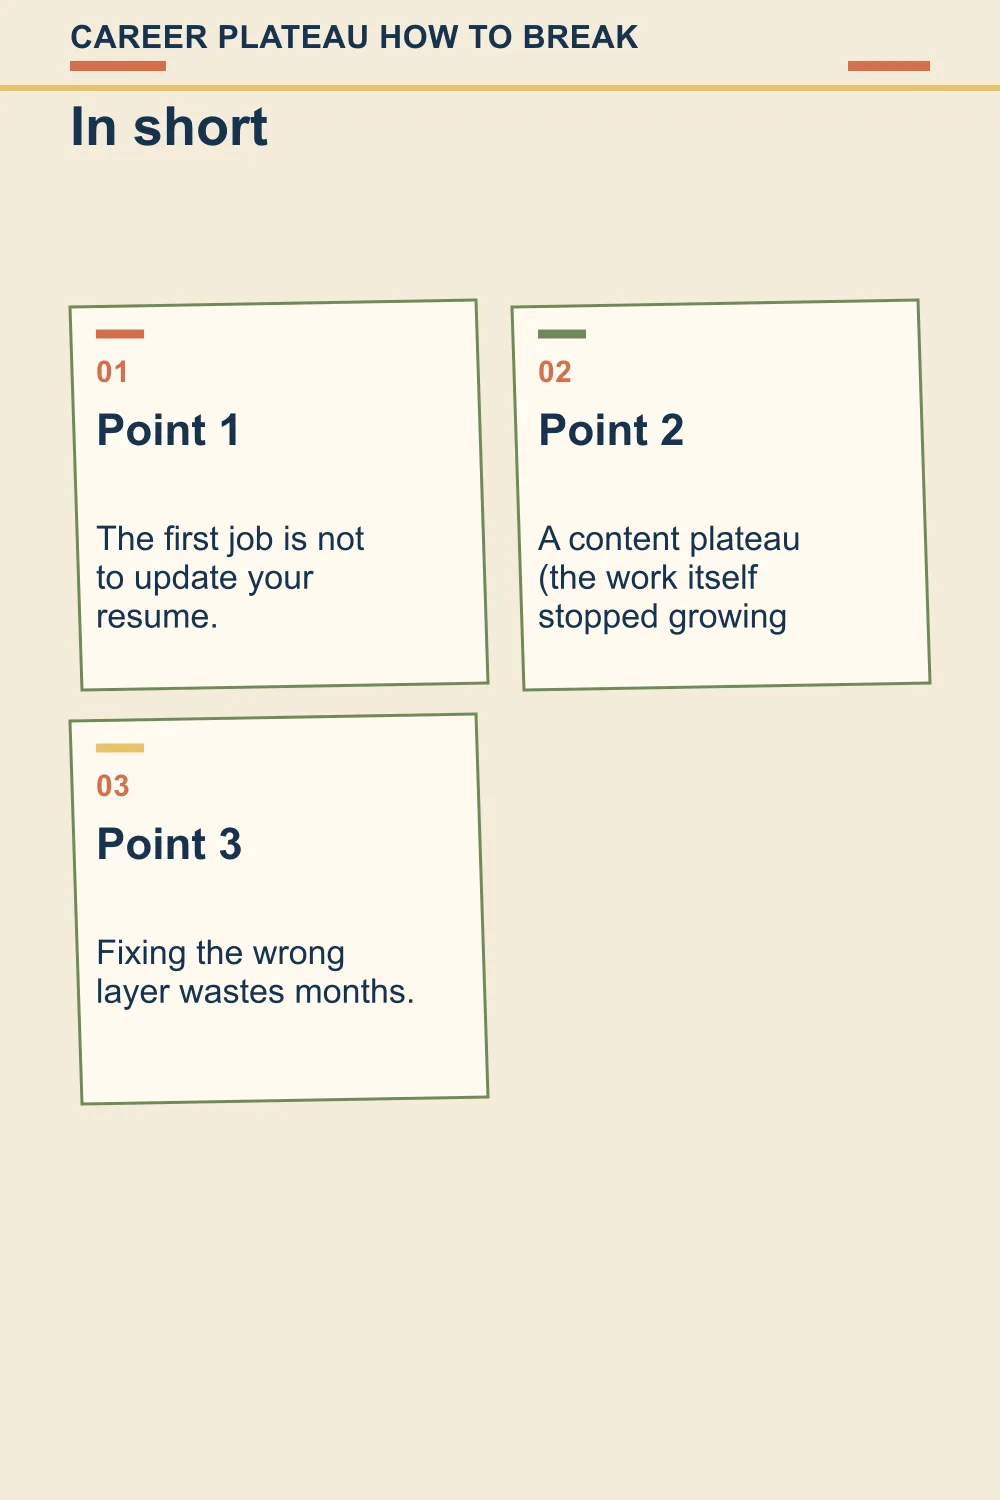 CAREER PLATEAU HOW TO BREAK
In short
01
Point 1
The first job is not
to update your
resume.
02
Point 2
A content plateau
(the work itself
stopped growing
03
Point 3
Fixing the wrong
layer wastes months.